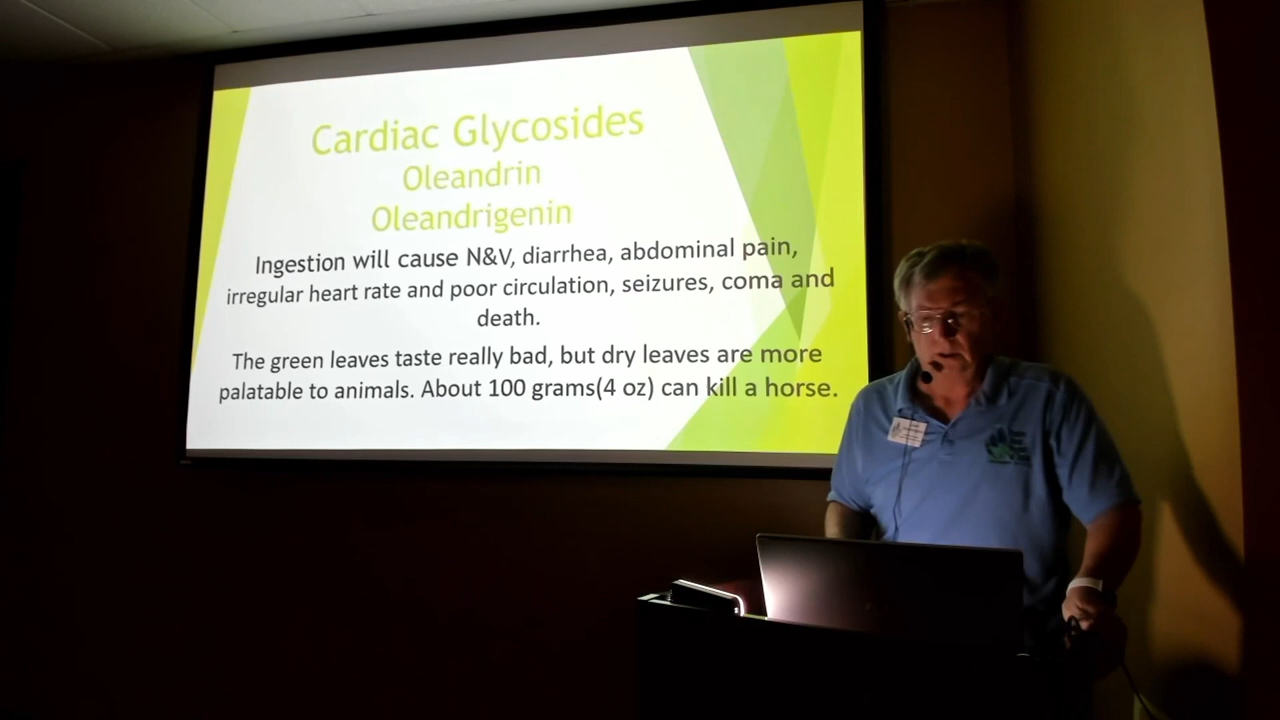 Cardiac Glycosides
Oleandrin
Oleandrigenin
Ingestion will cause N&V, diarrhea, abdominal pain,
irregular heart rate and poor circulation, seizures, coma and
death.
The green leaves taste really bad, but dry leaves are more
palatable to animals. About 100 grams(4 oz) can kill a horse.